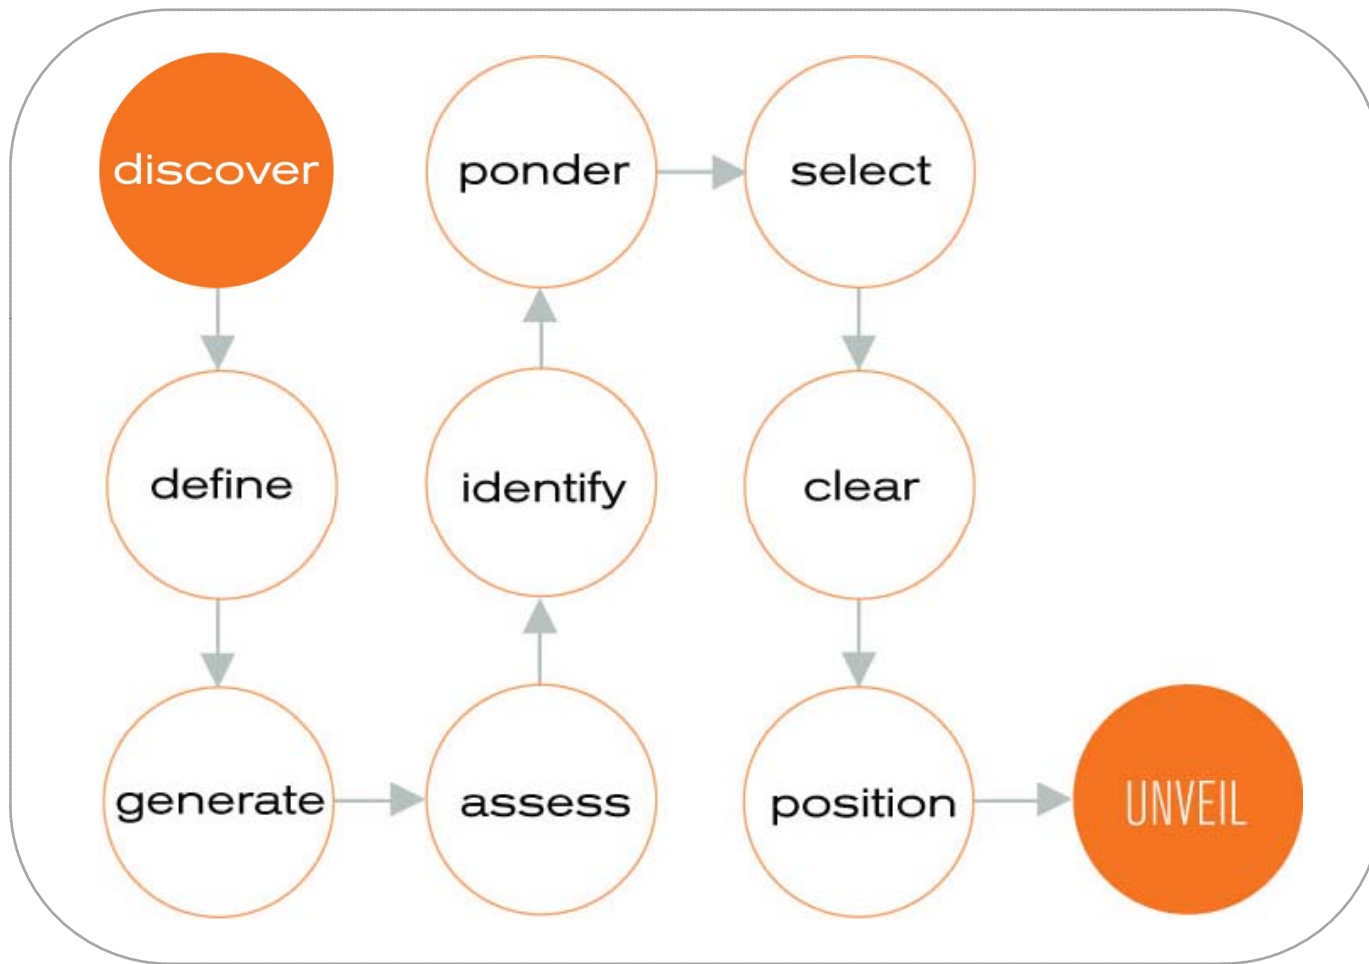 discover
define
generate
assess
identify
ponder
select
clear
position
UNVEIL